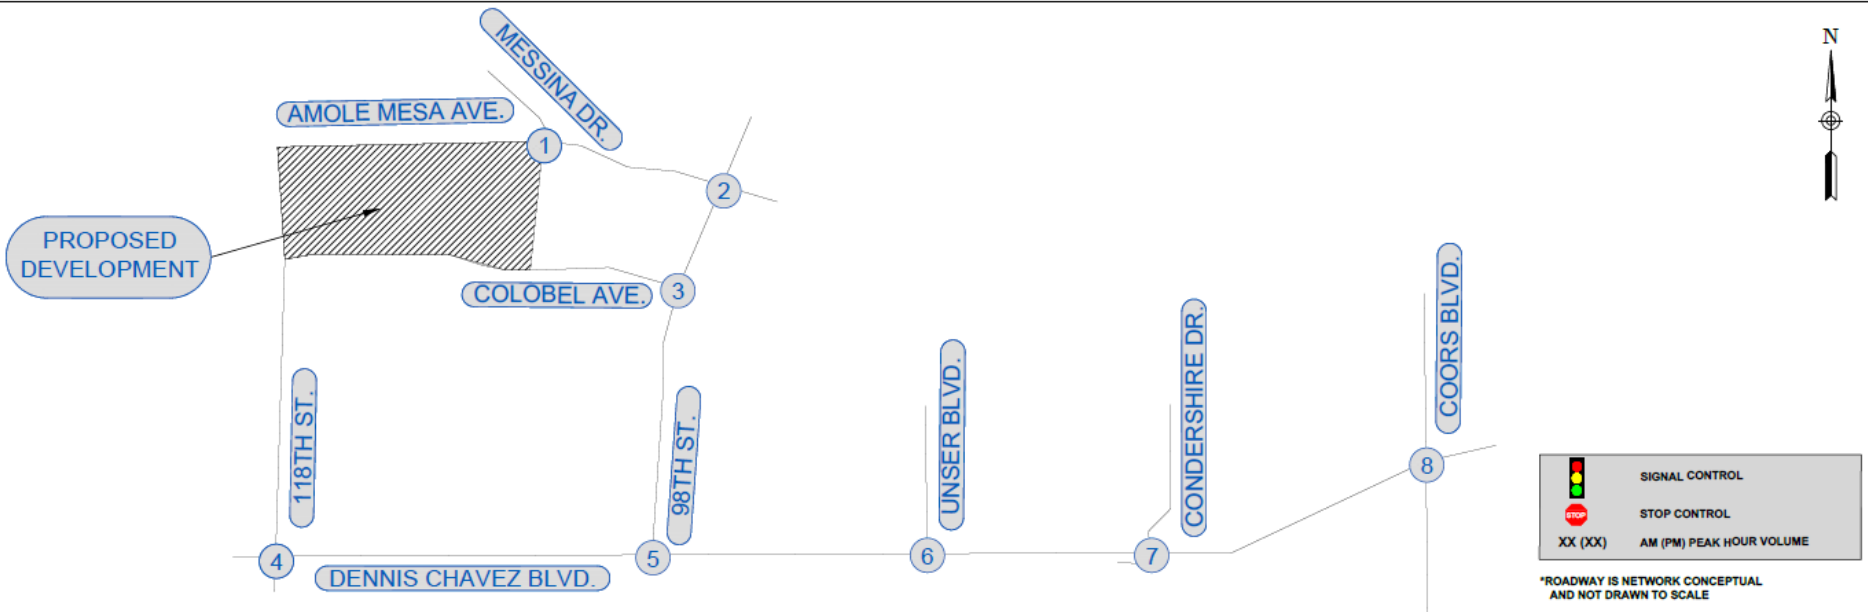 MESSINA DR.
N
AMOLE MESA AVE.
1
2
PROPOSED
DEVELOPMENT
COLOBEL AVE.
3
118TH ST.
98TH ST.
UNSER BLVD.
CONDERSHIRE DR.
COORS BLVD.
4
5
6
7
8
DENNIS CHAVEZ BLVD.
SIGNAL CONTROL
STOP
STOP CONTROL
XX (XX) AM (PM) PEAK HOUR VOLUME
*ROADWAY IS NETWORK CONCEPTUAL
AND NOT DRAWN TO SCALE